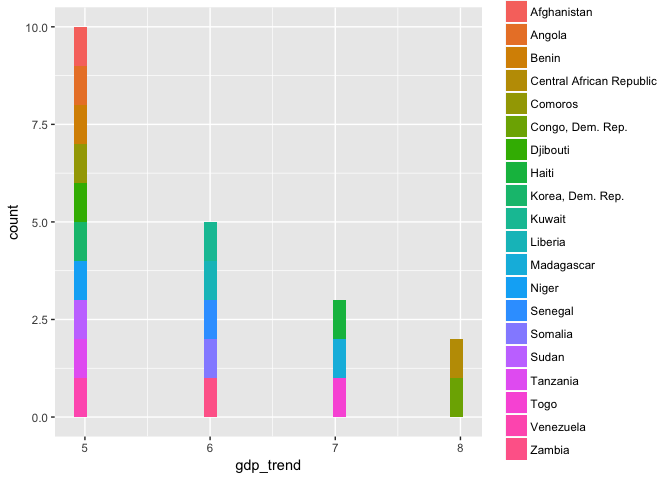 10.0
7.5
5.0
2.5
0.0
count
5 6 7 8
gdp_trend
Afghanistan
Angola
Benin
Central African Republic
Comoros
Congo, Dem. Rep.
Djibouti
Haiti
Korea, Dem. Rep.
Kuwait
Liberia
Madagascar
Niger
Senegal
Somalia
Sudan
Tanzania
Togo
Venezuela
Zambia